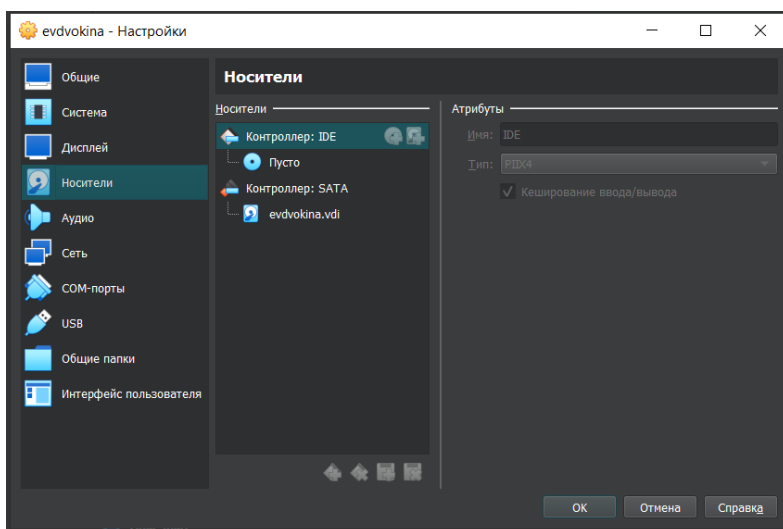 evdvokina - Настройки
Общие
Система
Дисплей
Носители
Аудио
Сеть
COM-порты
USB
Общие папки
Интерфейс пользователя
Носители
Носители
Контроллер: IDE
Пусто
Контроллер: SATA
evdvokina.vdi
Атрибуты
Имя: IDE
Тип: PIIX4
Кеширование ввода/вывода
OK Отмена Справка